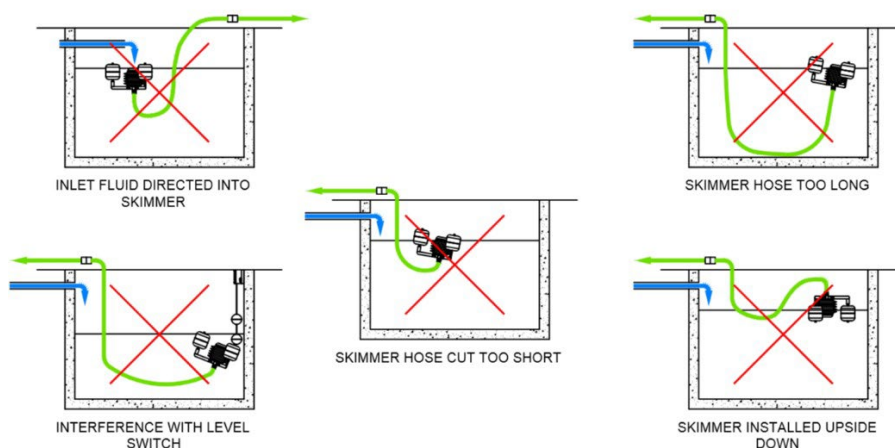 INLET FLUID DIRECTED INTO
SKIMMER
SKIMMER HOSE TOO LONG
SKIMMER HOSE CUT TOO SHORT
INTERFERENCE WITH LEVEL
SWITCH
SKIMMER INSTALLED UPSIDE
DOWN